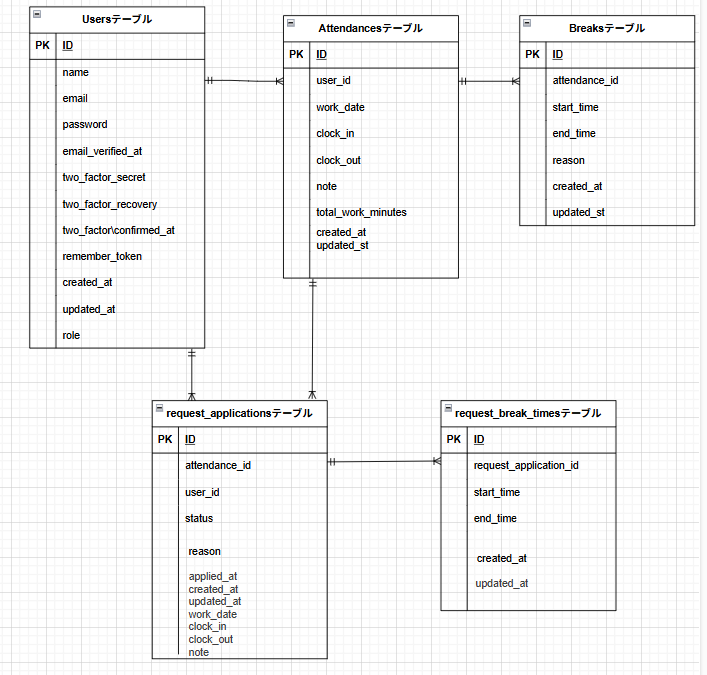 Usersテーブル
PK ID
name
email
password
email_verified_at
two_factor_secret
two_factor_recovery
two_factor\confirmed_at
remember_token
created_at
updated_at
role
Attendancesテーブル
PK ID
user_id
work_date
clock_in
clock_out
note
total_work_minutes
created_at
updated_st
Breaksテーブル
PK ID
attendance_id
start_time
end_time
reason
created_at
updated_st
request_applicationsテーブル
PK ID
attendance_id
user_id
status
reason
applied_at
created_at
updated_at
work_date
clock_in
clock_out
note
request_break_timesテーブル
PK ID
request_application_id
start_time
end_time
created_at
updated_at